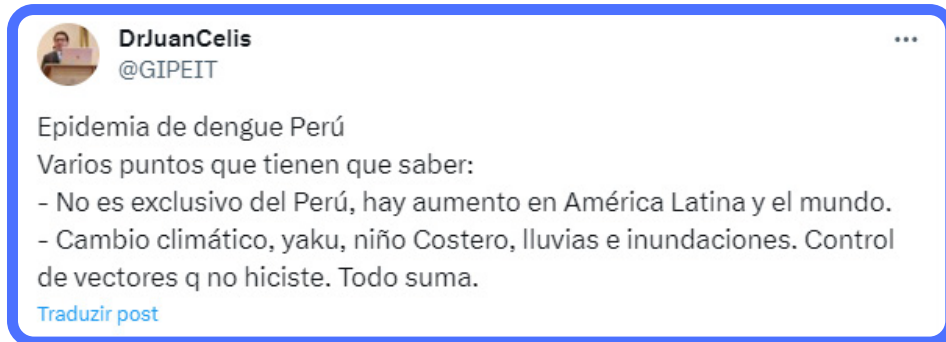 DrJuanCelis
@GIPEIT
Epidemia de dengue Perú
Varios puntos que tienen que saber:
- No es exclusivo del Perú, hay aumento en América Latina y el mundo.
- Cambio climático, yaku, niño Costero, lluvias e inundaciones. Control
de vectores q no hiciste. Todo suma.
Traduzir post